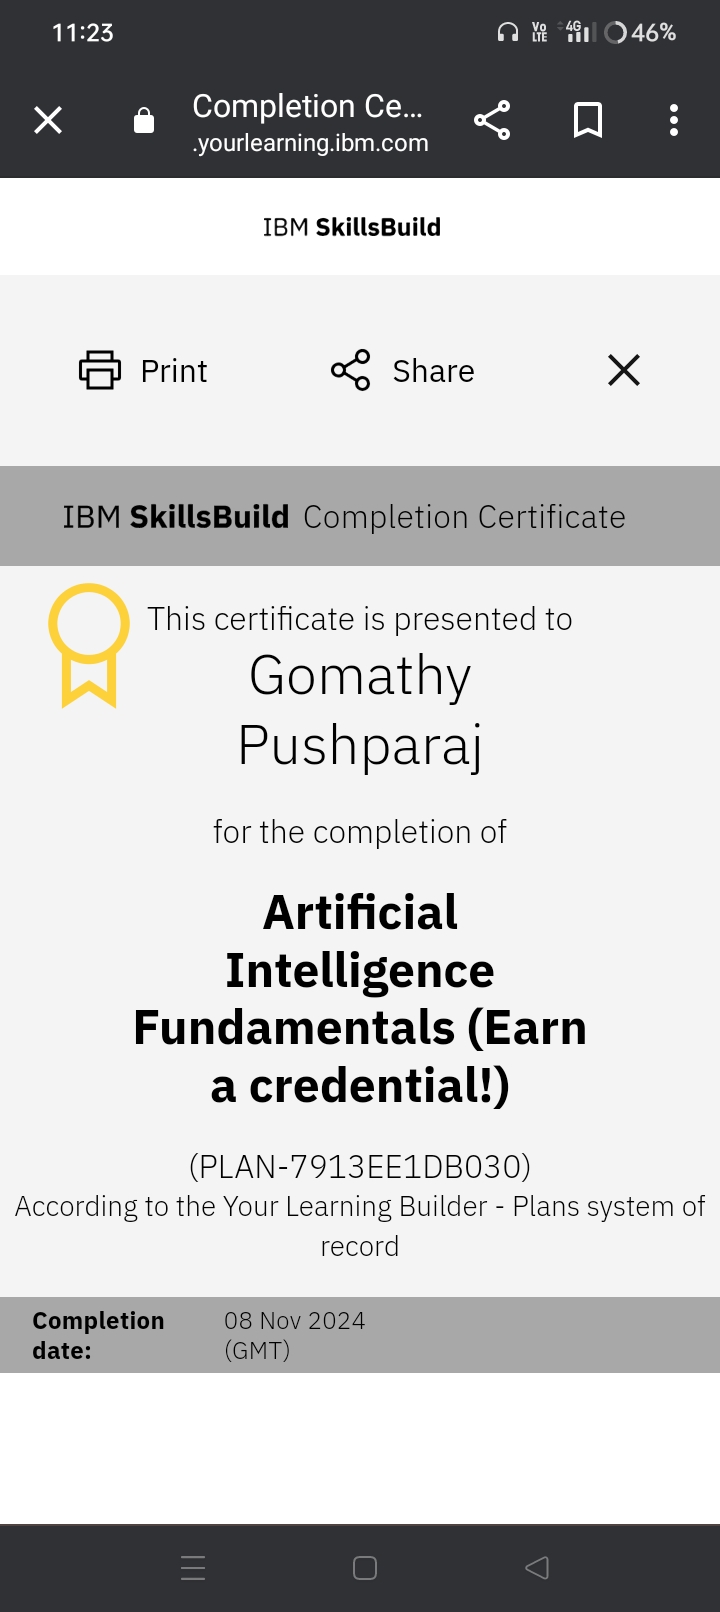 11:23
Vo LTE 4G 46%
Completion Ce...
.yourlearning.ibm.com
IBM SkillsBuild
Print Share
IBM SkillsBuild Completion Certificate
This certificate is presented to
Gomathy
Pushparaj
for the completion of
Artificial
Intelligence
Fundamentals (Earn
a credential!)
(PLAN-7913EE1DB030)
According to the Your Learning Builder - Plans system of
record
Completion 08 Nov 2024
date: (GMT)